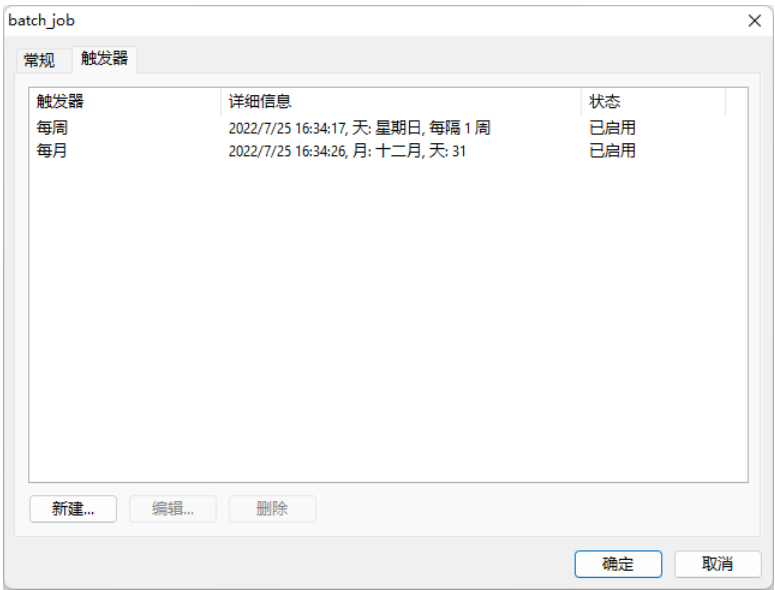 batch_job
常规 触发器
触发器 详细信息 状态
每周 2022/7/25 16:34:17, 天: 星期日, 每隔 1 周 已启用
每月 2022/7/25 16:34:26, 月: 十二月, 天: 31 已启用
新建... 编辑... 删除
确定 取消